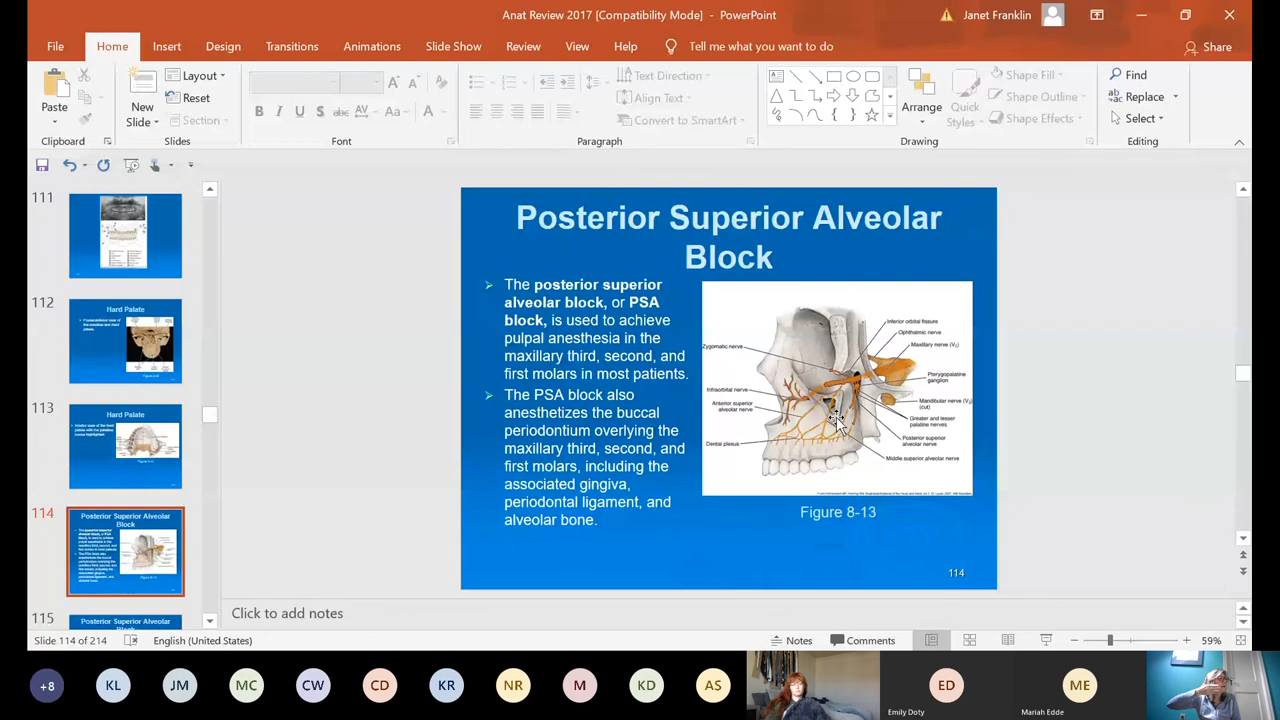 Anat Review 2017 [Compatibility Mode] - PowerPoint
Janet Franklin
File Home Insert Design Transitions Animations Slide Show Review View Help Tell me what you want to do Share
Paste
Clipboard
New Slide
Layout
Reset
Section
Slides
Font
Text Direction
Align Text
Convert to SmartArt
Paragraph
Arrange
Quick Styles
Shape Fill
Shape Outline
Shape Effects
Drawing
Find
Replace
Select
Editing
111
112
Hard Palate
113
Hard Palate
114
Posterior Superior Alveolar
Block
115
Posterior Superior Alveolar
Posterior Superior Alveolar
Block
The posterior superior
alveolar block, or PSA
block, is used to achieve
pulpal anesthesia in the
maxillary third, second, and
first molars in most patients.
The PSA block also
anesthetizes the buccal
periodontium overlying the
maxillary third, second, and
first molars, including the
associated gingiva,
periodontal ligament, and
alveolar bone.
Zygomatic nerve
Infraorbital nerve
Anterior superior
alveolar nerve
Dental plexus
Inferior orbital fissure
Ophthalmic nerve
Maxillary nerve (V2)
Pterygopalatine
ganglion
Mandibular nerve (V3)
(cut)
Greater and lesser
palatine nerves
Posterior superior
alveolar nerve
Middle superior alveolar nerve
Figure 8-13
114
Click to add notes
Slide 114 of 214 English (United States) Notes Comments 59%
+8 KL JM MC CW CD KR NR M KD AS ED ME
Emily Doty
Mariah Edde